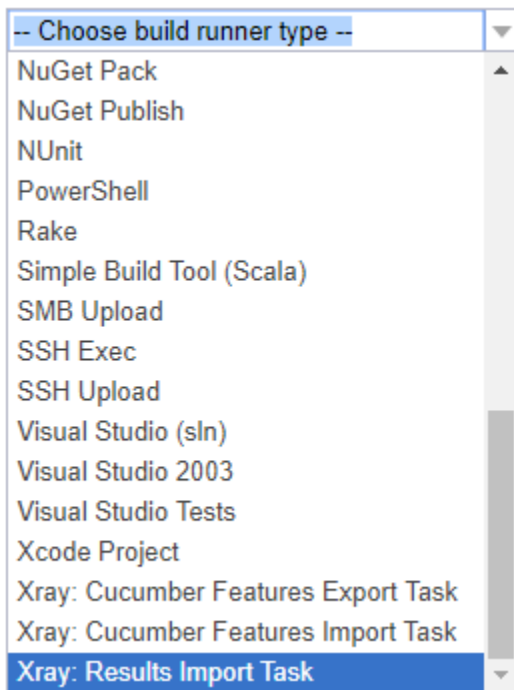 -- Choose build runner type --
NuGet Pack
NuGet Publish
NUnit
PowerShell
Rake
Simple Build Tool (Scala)
SMB Upload
SSH Exec
SSH Upload
Visual Studio (sln)
Visual Studio 2003
Visual Studio Tests
Xcode Project
Xray: Cucumber Features Export Task
Xray: Cucumber Features Import Task
Xray: Results Import Task